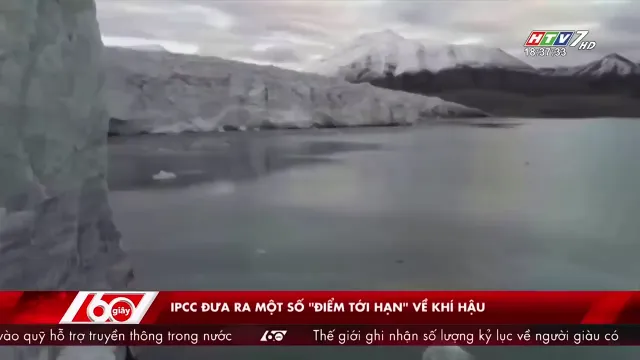 HTV7 HD
18:37:33
60 giây
IPCC ĐƯA RA MỘT SỐ "ĐIỂM TỚI HẠN" VỀ KHÍ HẬU
vào quỹ hỗ trợ truyền thông trong nước 60 Thế giới ghi nhận số lượng kỷ lục về người giàu có